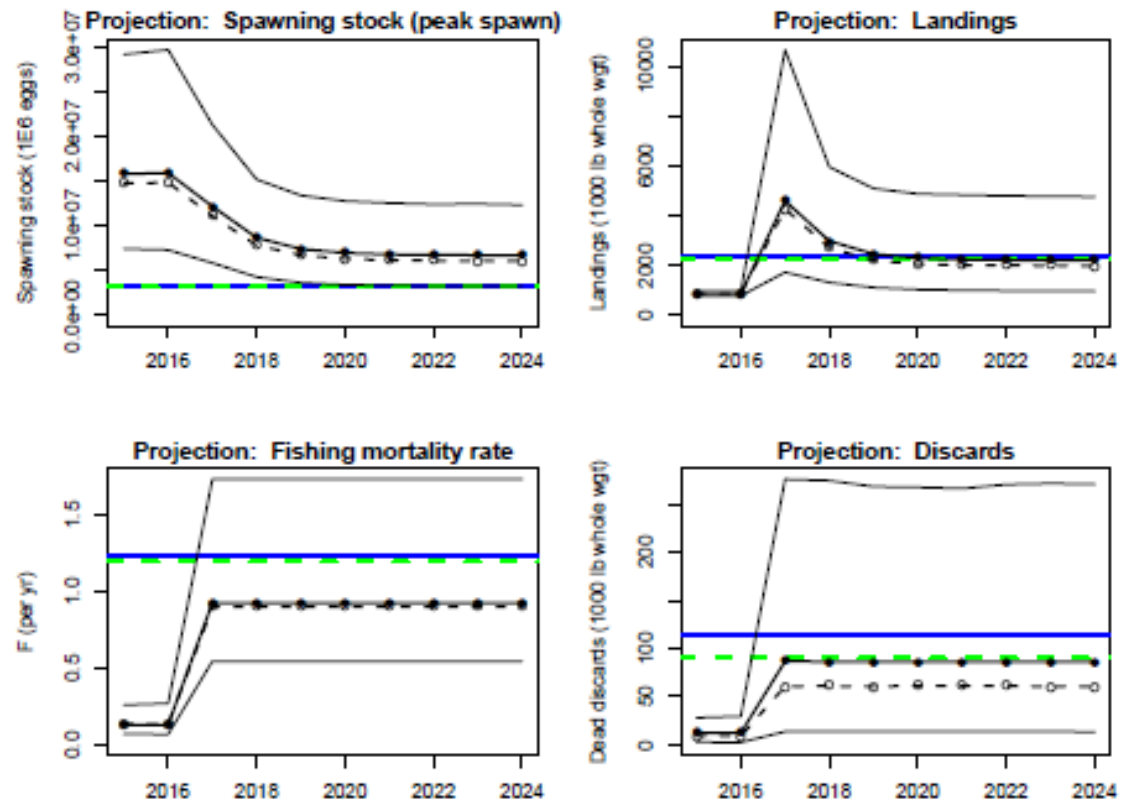 Projection: Spawning stock (peak spawn)
Spawning stock (1E6 eggs)
0.0e+00 1.0e+07 2.0e+07 3.0e+07
2016 2018 2020 2022 2024
Projection: Landings
Landings (1000 lb whole wgt)
0 2000 6000 10000
2016 2018 2020 2022 2024
Projection: Fishing mortality rate
F (per yr)
0.0 0.5 1.0 1.5
2016 2018 2020 2022 2024
Projection: Discards
Dead discards (1000 lb whole wgt)
0 50 100 200
2016 2018 2020 2022 2024